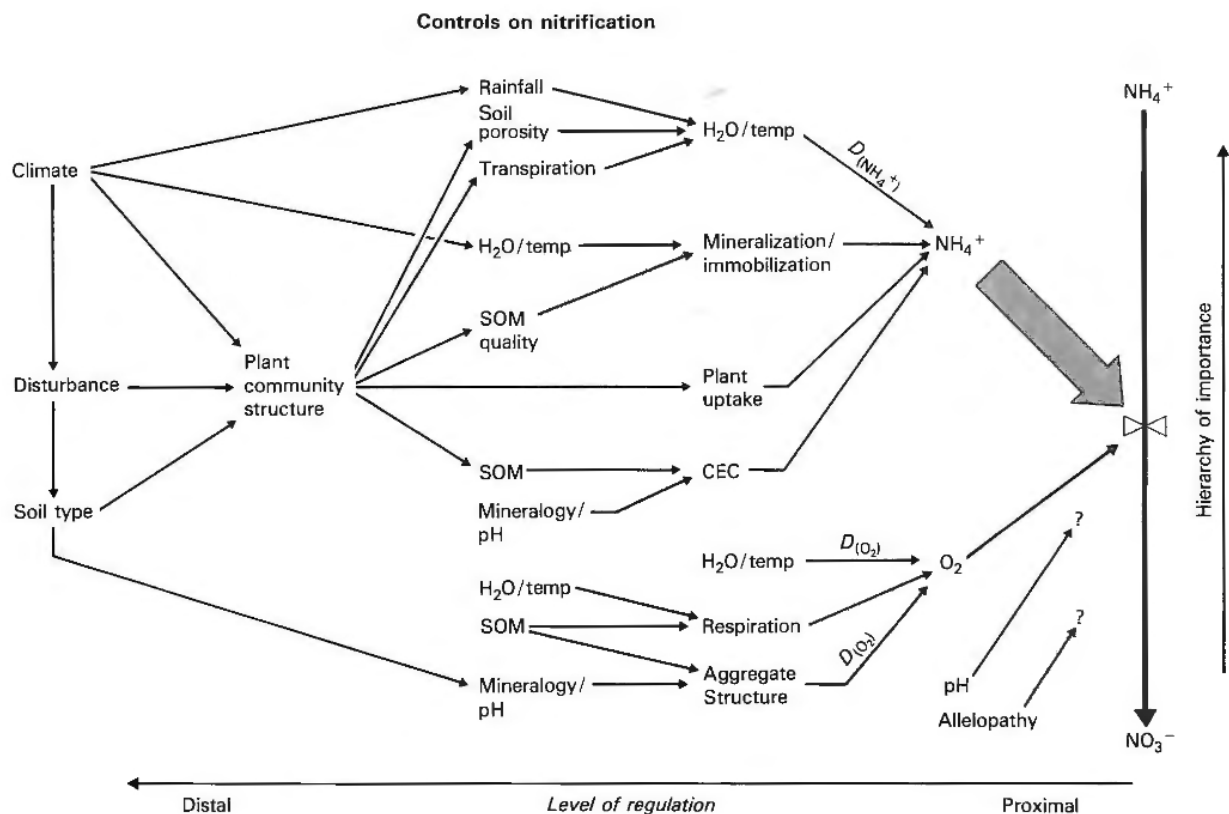 Controls on nitrification
Rainfall
Soil
porosity
Transpiration
H₂O/temp
D(NH₄⁺)
NH₄⁺
Climate
H₂O/temp
Mineralization/
immobilization
NH₄⁺
SOM
quality
Disturbance
Plant
community
structure
Plant
uptake
Hierarchy of importance
SOM
CEC
Soil type
Mineralogy/
pH
H₂O/temp
D(O₂)
O₂
?
H₂O/temp
SOM
Respiration
D(O₂)
?
Mineralogy/
pH
Aggregate
Structure
pH
Allelopathy
NO₃⁻
Distal
Level of regulation
Proximal